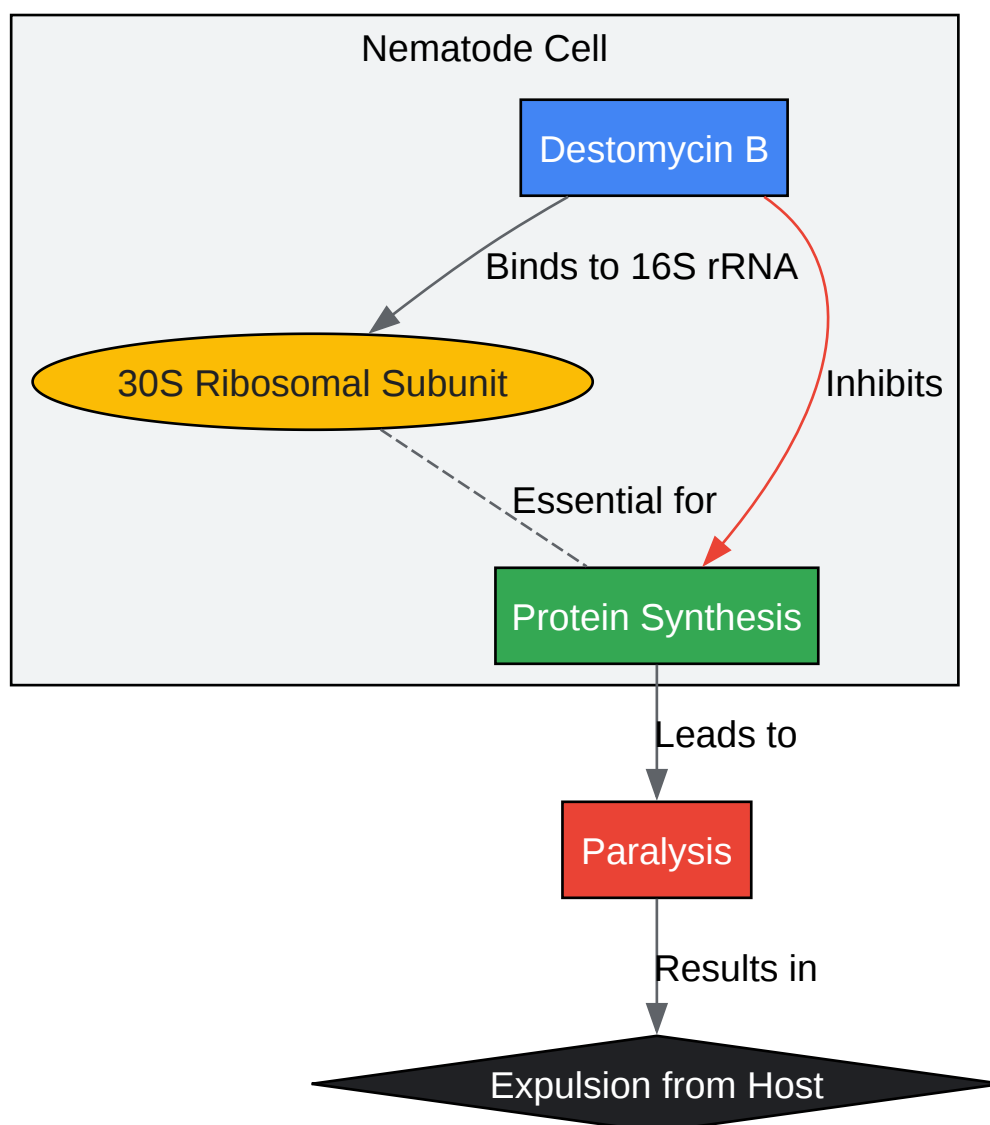 Nematode Cell
Destomycin B
Binds to 16S rRNA
30S Ribosomal Subunit
Inhibits
Essential for
Protein Synthesis
Leads to
Paralysis
Results in
Expulsion from Host